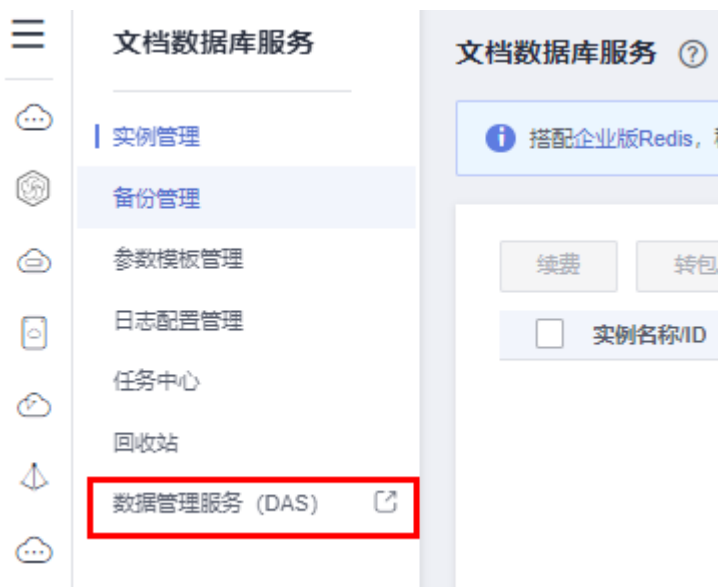 文档数据库服务
实例管理
备份管理
参数模板管理
日志配置管理
任务中心
回收站
数据管理服务 (DAS)
文档数据库服务
搭配企业版Redis,
续费 转包
实例名称/ID